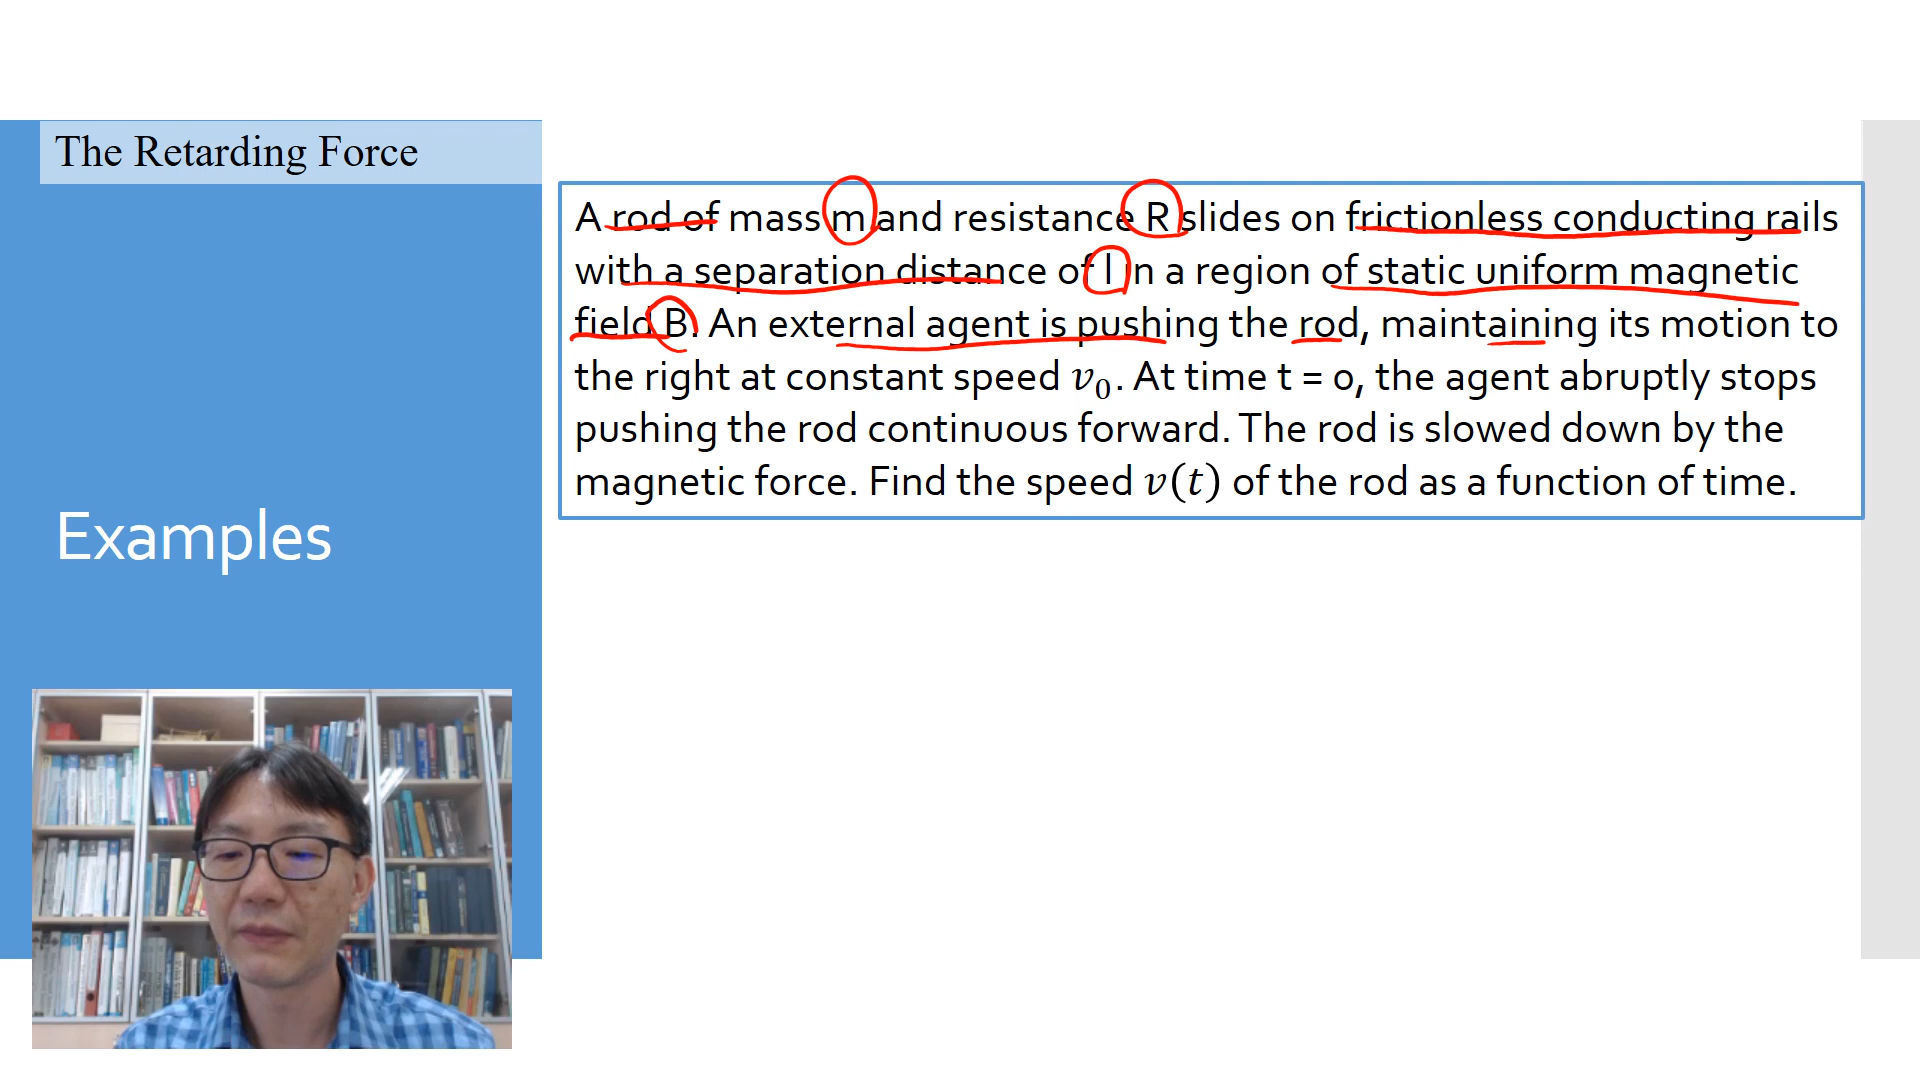 The Retarding Force
Examples
A rod of mass m and resistance R slides on frictionless conducting rails
with a separation distance of l in a region of static uniform magnetic
field B. An external agent is pushing the rod, maintaining its motion to
the right at constant speed 𝑣₀. At time t = 0, the agent abruptly stops
pushing the rod continuous forward. The rod is slowed down by the
magnetic force. Find the speed 𝑣(𝑡) of the rod as a function of time.